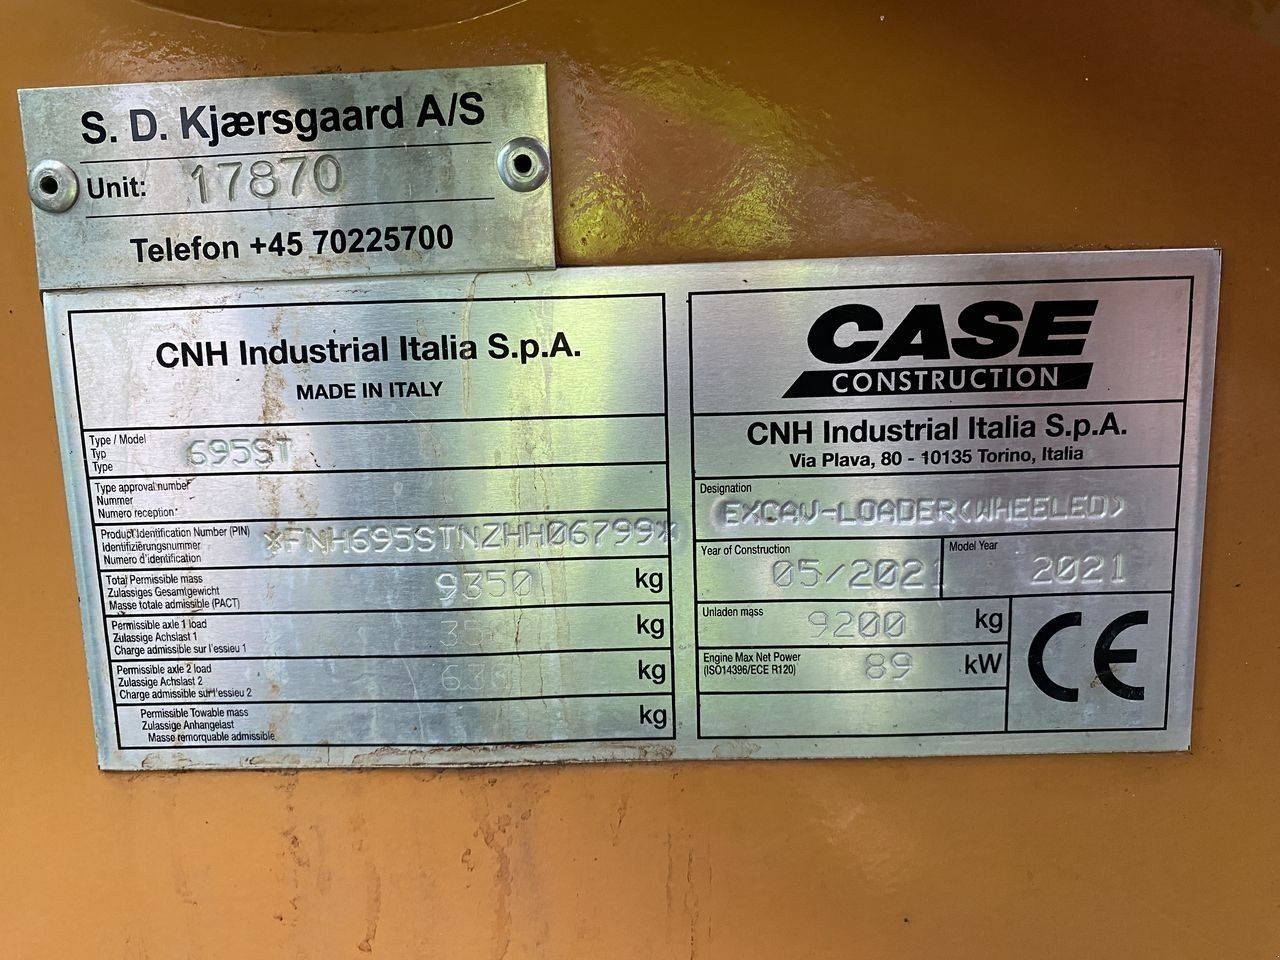 S. D. Kjærsgaard A/S
Unit: 17870
Telefon +45 70225700
CNH Industrial Italia S.p.A.
MADE IN ITALY
Type / Model
Typ
Type
695ST
Type approval number
Nummer
Numero reception
Product Identification Number (PIN)
Identifizierungsnummer
Numero d'identification
*FNH695STNZHH06799*
Total Permissible mass
Zulassiges Gesamtgewicht
Masse totale admissible (PACT)
9350 kg
Permissible axle 1 load
Zulassige Achslast 1
Charge admissible sur l'essieu 1
kg
Permissible axle 2 load
Zulassige Achslast 2
Charge admissible sur l'essieu 2
kg
Permissible Towable mass
Zulassige Anhangelast
Masse remorquable admissible
kg
CASE
CONSTRUCTION
CNH Industrial Italia S.p.A.
Via Plava, 80 - 10135 Torino, Italia
Designation
EXCAV-LOADER(WHEELED)
Year of Construction
05/2021
Model Year
2021
Unladen mass
9200 kg
Engine Max Net Power
(ISO14396/ECE R120)
89 kW
CE